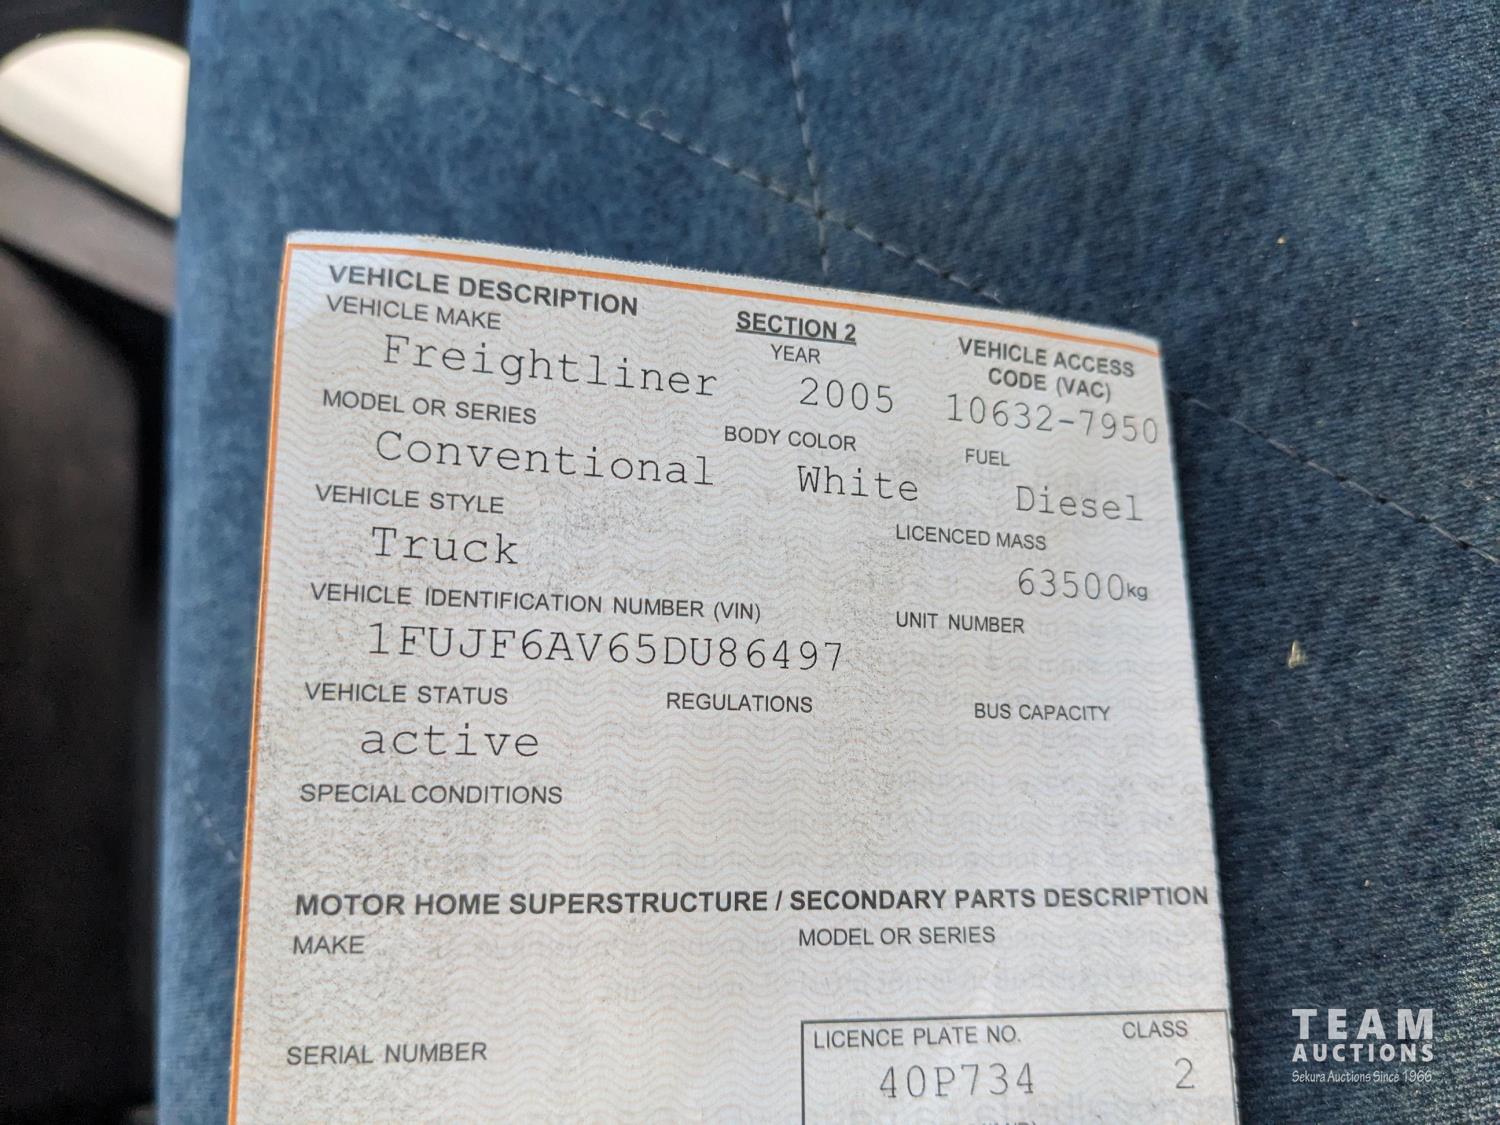 VEHICLE DESCRIPTION
SECTION 2
VEHICLE MAKE
YEAR
VEHICLE ACCESS
CODE (VAC)
Freightliner
2005
10632-7950
MODEL OR SERIES
BODY COLOR
FUEL
Conventional
White
Diesel
VEHICLE STYLE
LICENCED MASS
Truck
63500kg
VEHICLE IDENTIFICATION NUMBER (VIN)
UNIT NUMBER
1FUJF6AV65DU86497
VEHICLE STATUS
REGULATIONS
BUS CAPACITY
active
SPECIAL CONDITIONS
MOTOR HOME SUPERSTRUCTURE / SECONDARY PARTS DESCRIPTION
MAKE
MODEL OR SERIES
SERIAL NUMBER
LICENCE PLATE NO.
CLASS
40P734
2
TEAM
AUCTIONS
Sekura Auctions Since 1966